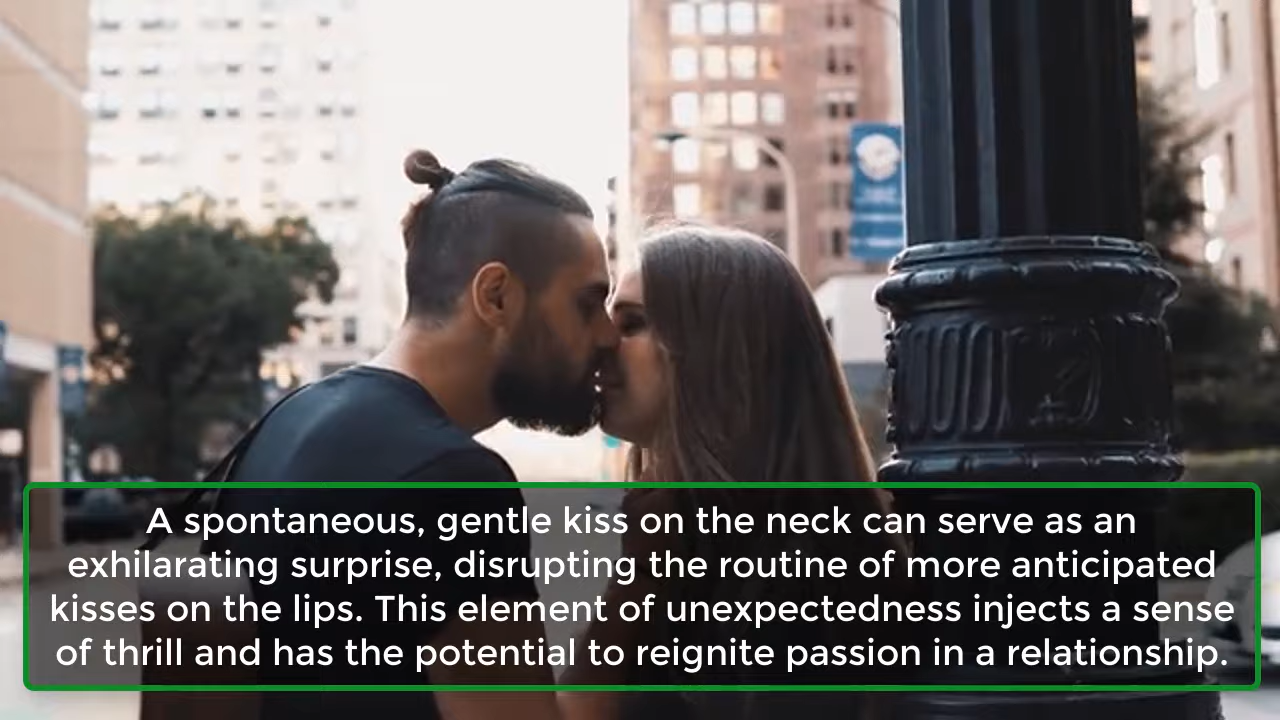 A spontaneous, gentle kiss on the neck can serve as an
exhilarating surprise, disrupting the routine of more anticipated
kisses on the lips. This element of unexpectedness injects a sense
of thrill and has the potential to reignite passion in a relationship.